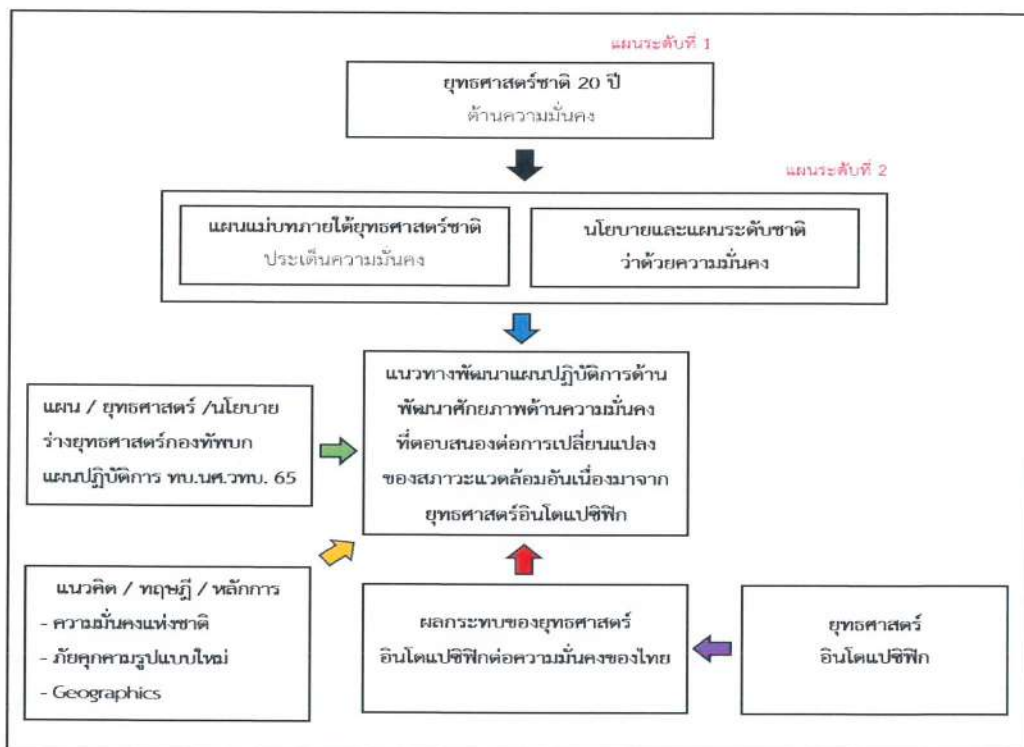 แผนระดับที่ 1
ยุทธศาสตร์ชาติ 20 ปี
ด้านความมั่นคง
แผนระดับที่ 2
แผนแม่บทภายใต้ยุทธศาสตร์ชาติ
ประเด็นความมั่นคง
นโยบายและแผนระดับชาติ
ว่าด้วยความมั่นคง
แผน / ยุทธศาสตร์ /นโยบาย
ร่างยุทธศาสตร์กองทัพบก
แผนปฏิบัติการ ทบ.นศ.วทบ. 65
แนวทางพัฒนาแผนปฏิบัติการด้าน
พัฒนาศักยภาพด้านความมั่นคง
ที่ตอบสนองต่อการเปลี่ยนแปลง
ของสภาวะแวดล้อมอันเนื่องมาจาก
ยุทธศาสตร์อินโดแปซิฟิก
แนวคิด / ทฤษฎี / หลักการ
- ความมั่นคงแห่งชาติ
- ภัยคุกคามรูปแบบใหม่
- Geographics
ผลกระทบของยุทธศาสตร์
อินโดแปซิฟิกต่อความมั่นคงของไทย
ยุทธศาสตร์
อินโดแปซิฟิก